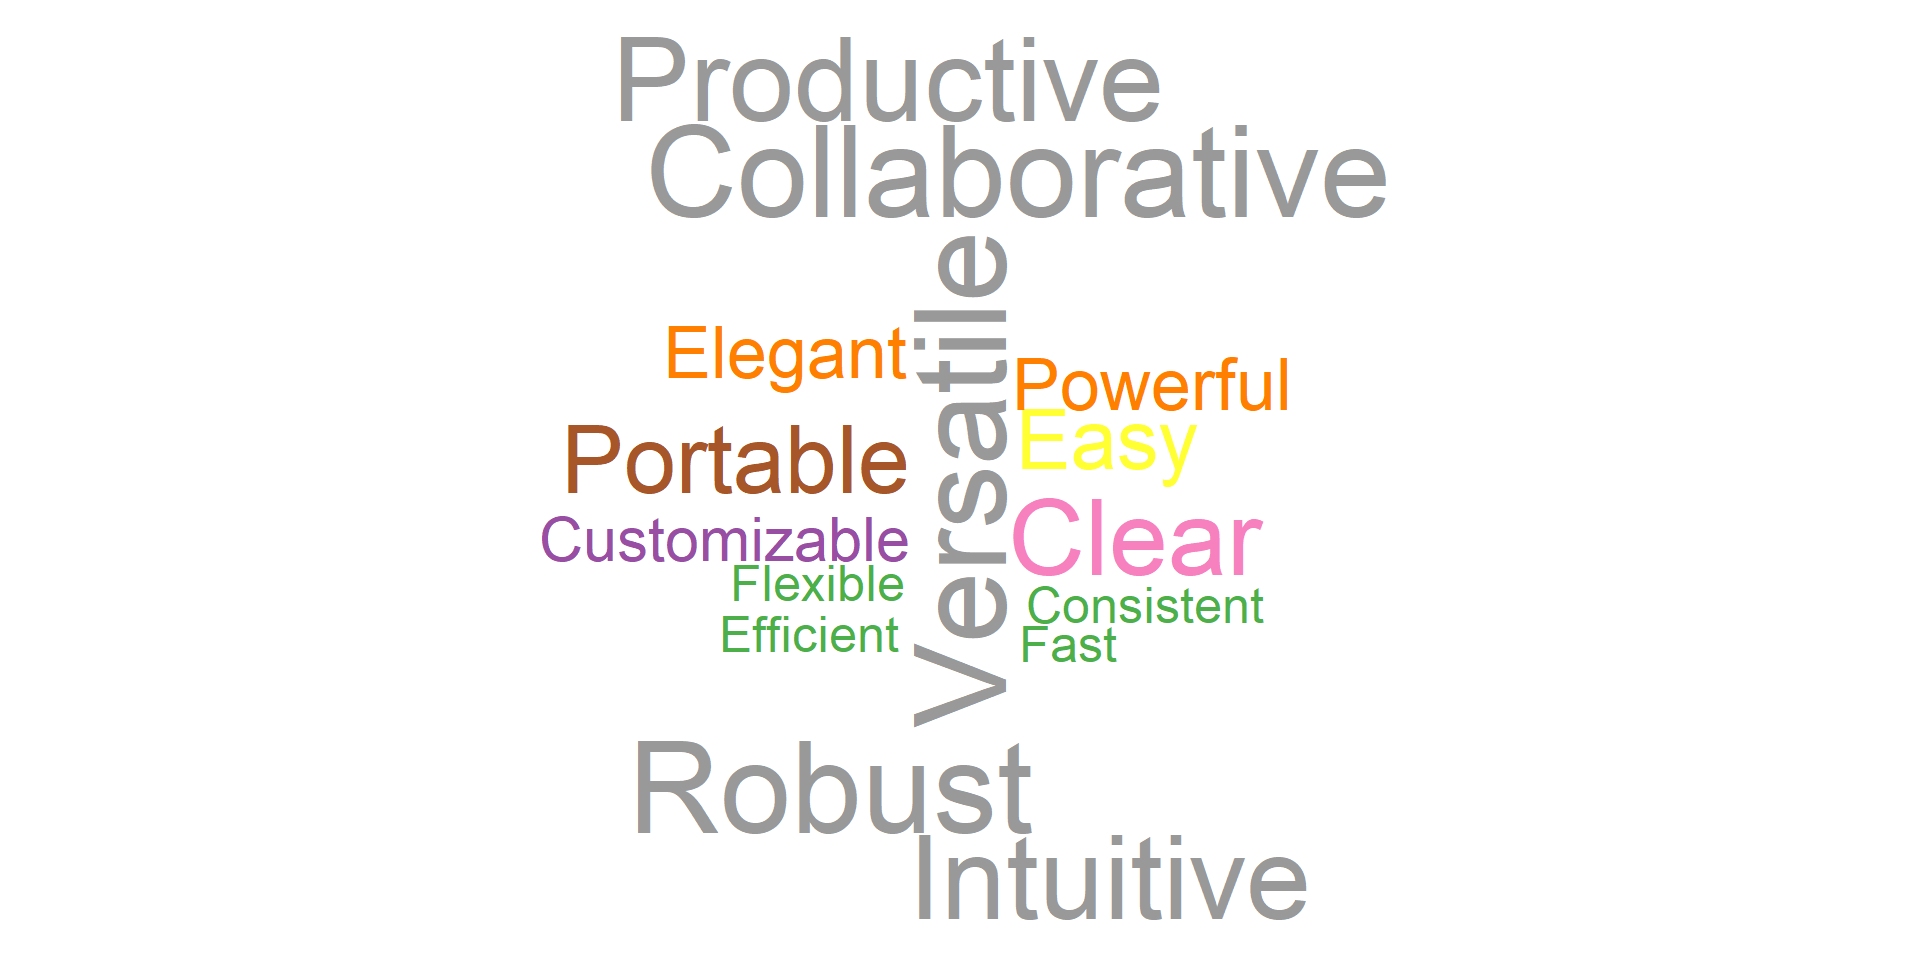 Productive
Collaborative
Versatile
Elegant
Powerful
Easy
Portable
Clear
Customizable
Flexible
Consistent
Efficient
Fast
Robust
Intuitive